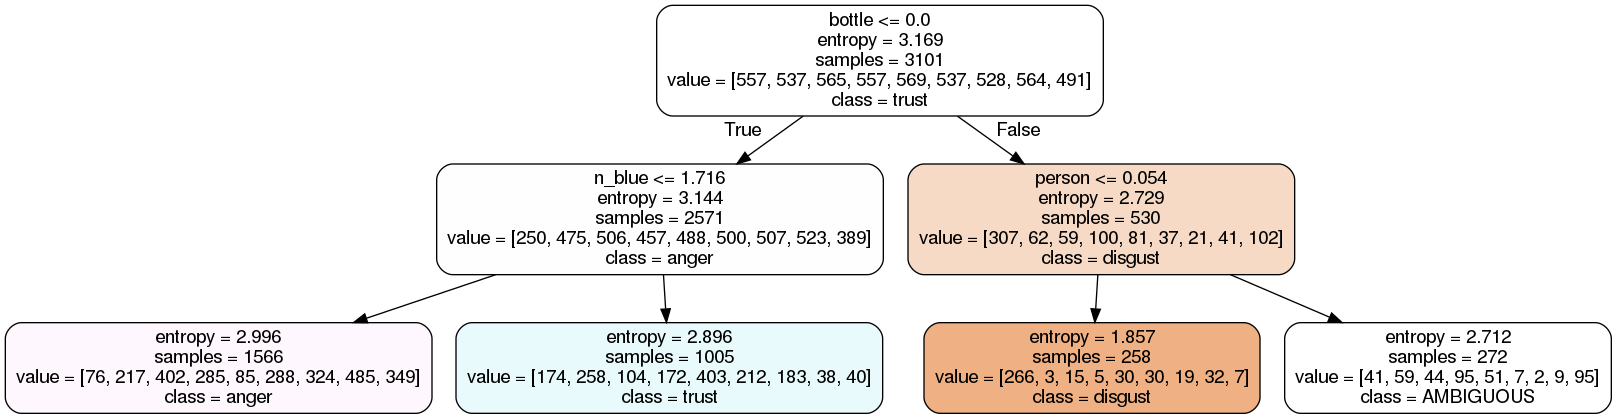 bottle <= 0.0
entropy = 3.169
samples = 3101
value = [557, 537, 565, 557, 569, 537, 528, 564, 491]
class = trust
True
False
n_blue <= 1.716
entropy = 3.144
samples = 2571
value = [250, 475, 506, 457, 488, 500, 507, 523, 389]
class = anger
person <= 0.054
entropy = 2.729
samples = 530
value = [307, 62, 59, 100, 81, 37, 21, 41, 102]
class = disgust
entropy = 2.996
samples = 1566
value = [76, 217, 402, 285, 85, 288, 324, 485, 349]
class = anger
entropy = 2.896
samples = 1005
value = [174, 258, 104, 172, 403, 212, 183, 38, 40]
class = trust
entropy = 1.857
samples = 258
value = [266, 3, 15, 5, 30, 30, 19, 32, 7]
class = disgust
entropy = 2.712
samples = 272
value = [41, 59, 44, 95, 51, 7, 2, 9, 95]
class = AMBIGUOUS